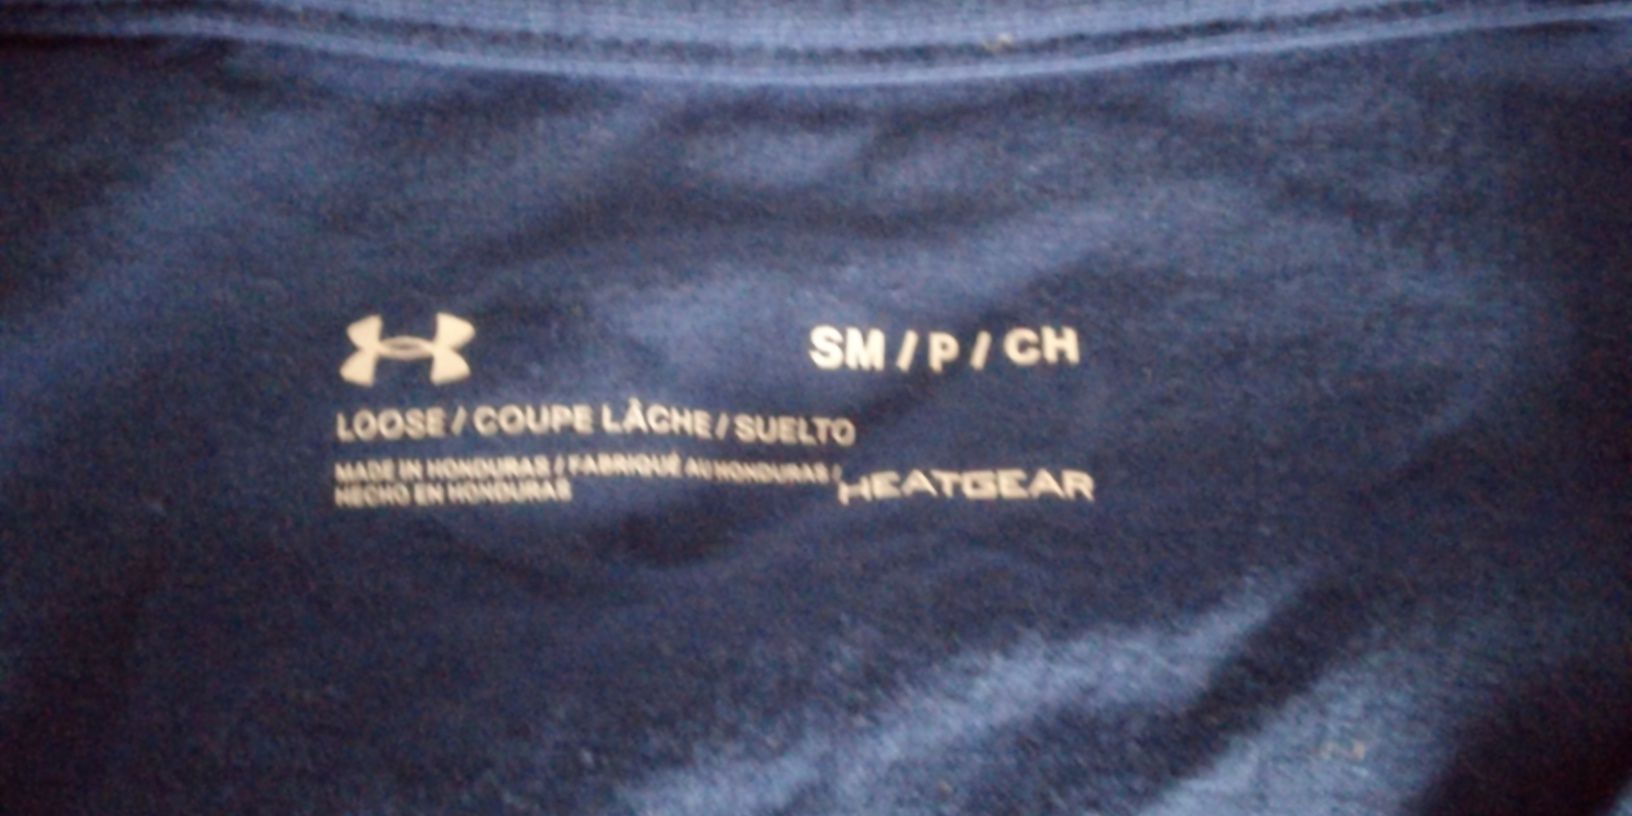 SM / P / CH
LOOSE / COUPE LÂCHE / SUELTO
MADE IN HONDURAS / FABRIQUÉ AU HONDURAS /
HECHO EN HONDURAS
HEATGEAR